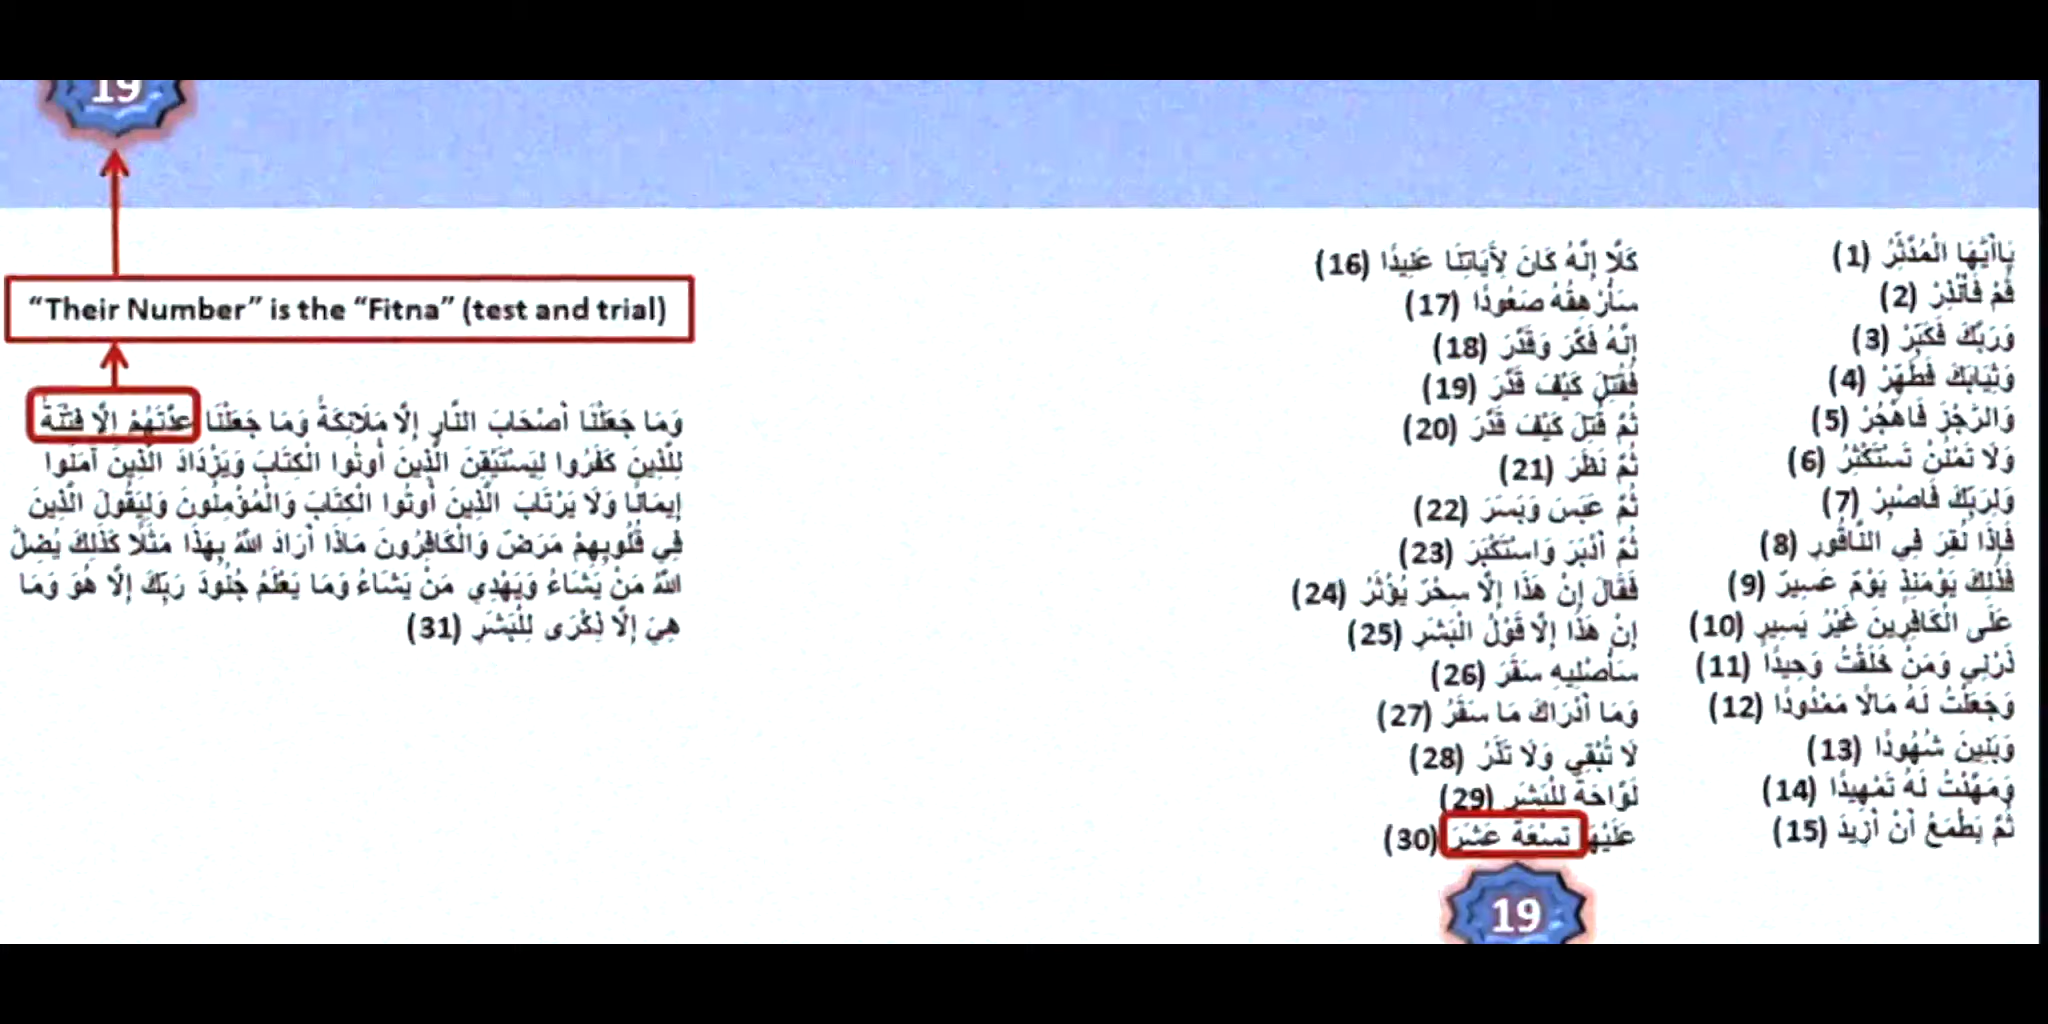 19
"Their Number" is the "Fitna" (test and trial)
يَاأَيُّهَا الْمُدَّثِّرُ (1)
قُمْ فَأَنْذِرْ (2)
وَرَبَّكَ فَكَبِّرْ (3)
وَثِيَابَكَ فَطَهِّرْ (4)
وَالرُّجْزَ فَاهْجُرْ (5)
وَلَا تَمْنُنْ تَسْتَكْثِرُ (6)
وَلِرَبِّكَ فَاصْبِرْ (7)
فَإِذَا نُقِرَ فِي النَّاقُورِ (8)
فَذَلِكَ يَوْمَئِذٍ يَوْمٌ عَسِيرٌ (9)
عَلَى الْكَافِرِينَ غَيْرُ يَسِيرٍ (10)
ذَرْنِي وَمَنْ خَلَقْتُ وَحِيدًا (11)
وَجَعَلْتُ لَهُ مَالًا مَمْدُودًا (12)
وَبَنِينَ شُهُودًا (13)
وَمَهَّدْتُ لَهُ تَمْهِيدًا (14)
ثُمَّ يَطْمَعُ أَنْ أَزِيدَ (15)
كَلَّا إِنَّهُ كَانَ لِأَيَاتِنَا عَنِيدًا (16)
سَأُرْهِقُهُ صَعُودًا (17)
إِنَّهُ فَكَّرَ وَقَدَّرَ (18)
فَقُتِلَ كَيْفَ قَدَّرَ (19)
ثُمَّ قُتِلَ كَيْفَ قَدَّرَ (20)
ثُمَّ نَظَرَ (21)
ثُمَّ عَبَسَ وَبَسَرَ (22)
ثُمَّ أَدْبَرَ وَاسْتَكْبَرَ (23)
فَقَالَ إِنْ هَذَا إِلَّا سِحْرٌ يُؤْثَرُ (24)
إِنْ هَذَا إِلَّا قَوْلُ الْبَشَرِ (25)
سَأُصْلِيهِ سَقَرَ (26)
وَمَا أَدْرَاكَ مَا سَقَرُ (27)
لَا تُبْقِي وَلَا تَذَرُ (28)
لَوَّاحَةٌ لِلْبَشَرِ (29)
عَلَيْهَا تِسْعَةَ عَشَرَ (30)
19
وَمَا جَعَلْنَا أَصْحَابَ النَّارِ إِلَّا مَلَائِكَةً وَمَا جَعَلْنَا عِدَّتَهُمْ إِلَّا فِتْنَةً
لِلَّذِينَ كَفَرُوا لِيَسْتَيْقِنَ الَّذِينَ أُوتُوا الْكِتَابَ وَيَزْدَادَ الَّذِينَ آمَنُوا
إِيمَانًا وَلَا يَرْتَابَ الَّذِينَ أُوتُوا الْكِتَابَ وَالْمُؤْمِنُونَ وَلِيَقُولَ الَّذِينَ
فِي قُلُوبِهِمْ مَرَضٌ وَالْكَافِرُونَ مَاذَا أَرَادَ اللَّهُ بِهَذَا مَثَلًا كَذَلِكَ يُضِلُّ
اللَّهُ مَنْ يَشَاءُ وَيَهْدِي مَنْ يَشَاءُ وَمَا يَعْلَمُ جُنُودَ رَبِّكَ إِلَّا هُوَ وَمَا
هِيَ إِلَّا ذِكْرَى لِلْبَشَرِ (31)